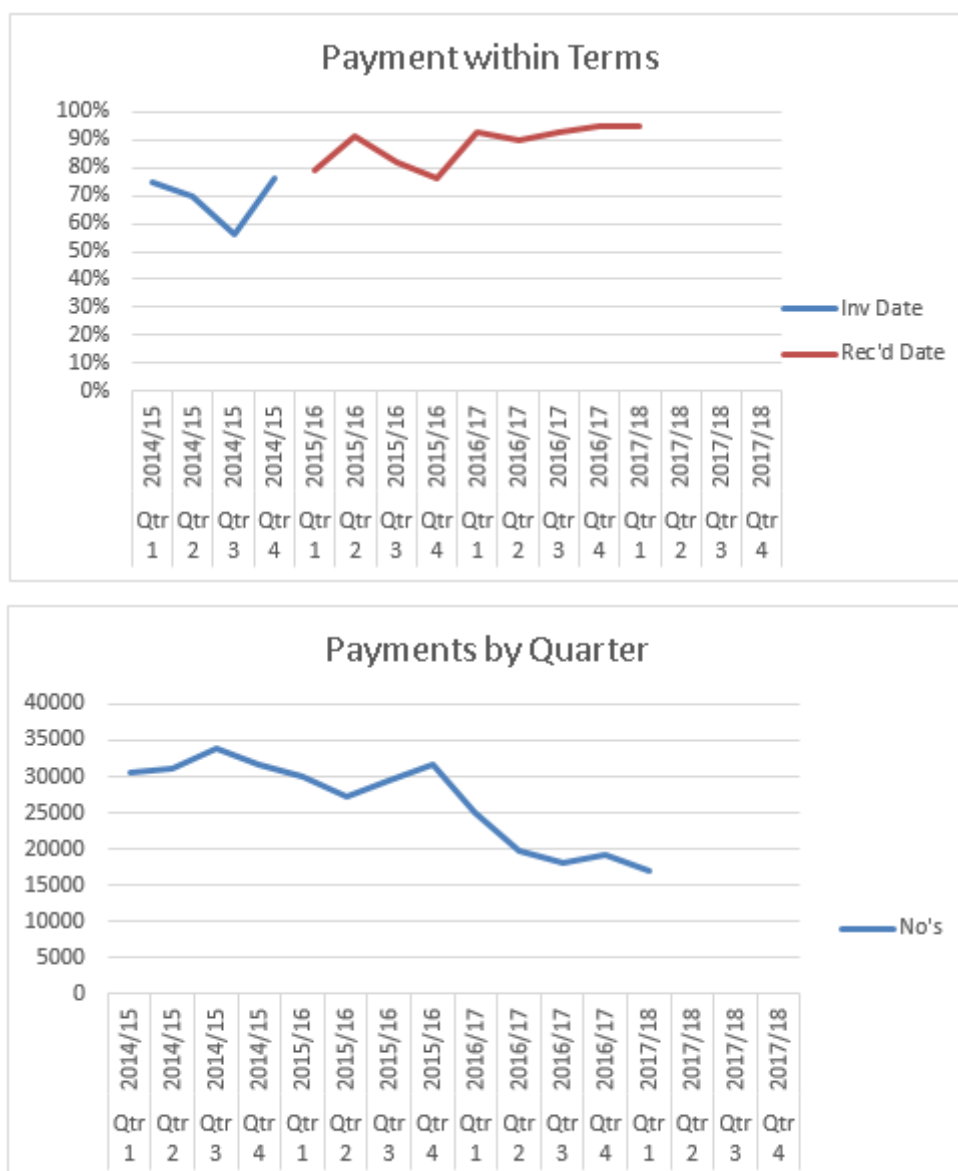 Payment within Terms
100%
90%
80%
70%
60%
50%
40%
30%
20%
10%
0%
Inv Date
Rec'd Date
2014/15 2014/15 2014/15 2014/15 2015/16 2015/16 2015/16 2015/16 2016/17 2016/17 2016/17 2016/17 2017/18 2017/18 2017/18 2017/18
Qtr Qtr Qtr Qtr Qtr Qtr Qtr Qtr Qtr Qtr Qtr Qtr Qtr Qtr Qtr Qtr
1 2 3 4 1 2 3 4 1 2 3 4 1 2 3 4
Payments by Quarter
40000
35000
30000
25000
20000
15000
10000
5000
0
No's
2014/15 2014/15 2014/15 2014/15 2015/16 2015/16 2015/16 2015/16 2016/17 2016/17 2016/17 2016/17 2017/18 2017/18 2017/18 2017/18
Qtr Qtr Qtr Qtr Qtr Qtr Qtr Qtr Qtr Qtr Qtr Qtr Qtr Qtr Qtr Qtr
1 2 3 4 1 2 3 4 1 2 3 4 1 2 3 4